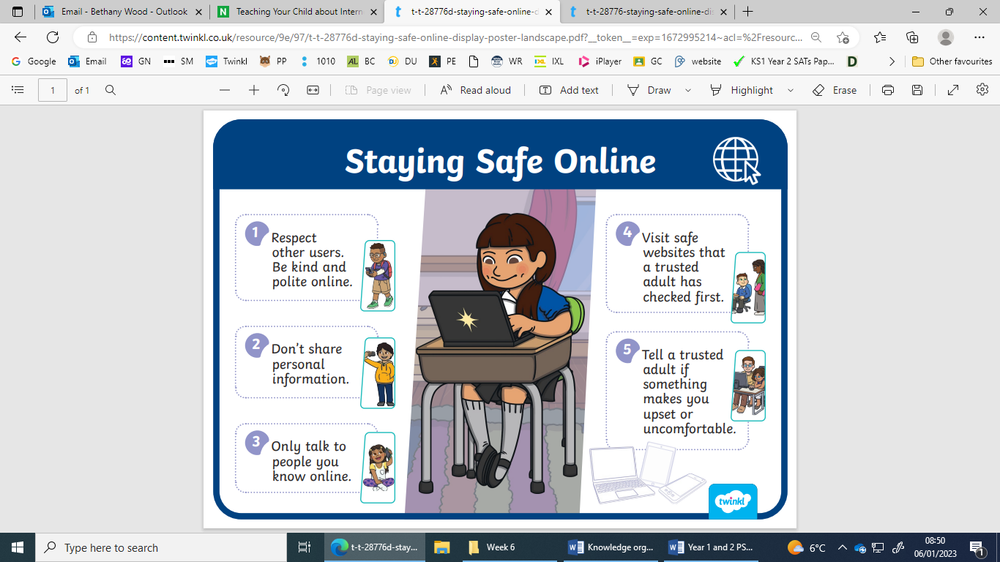 Email - Bethany Wood - Outlook
Teaching Your Child about Intern
t-t-28776d-staying-safe-online-d
t-t-28776-staying-safe-online-dis
https://content.twinkl.co.uk/resource/9e/97/t-t-28776d-staying-safe-online-display-poster-landscape.pdf?__token__=exp=1672995214~acl=%2Fresourc...
Google
Email
GN
SM
Twinkl
PP
1010
BC
DU
PE
WR
IXL
iPlayer
GC
website
KS1 Year 2 SATs Pap...
D
Other favourites
1
of 1
Page view
Read aloud
Add text
Draw
Highlight
Erase
Staying Safe Online
1
Respect
other users.
Be kind and
polite online.
2
Don't share
personal
information.
3
Only talk to
people you
know online.
4
Visit safe
websites that
a trusted
adult has
checked first.
5
Tell a trusted
adult if
something
makes you
upset or
uncomfortable.
twinkl
Type here to search
t-t-28776d-stay...
Week 6
Knowledge org...
Year 1 and 2 PS...
6°C
08:50
06/01/2023
1